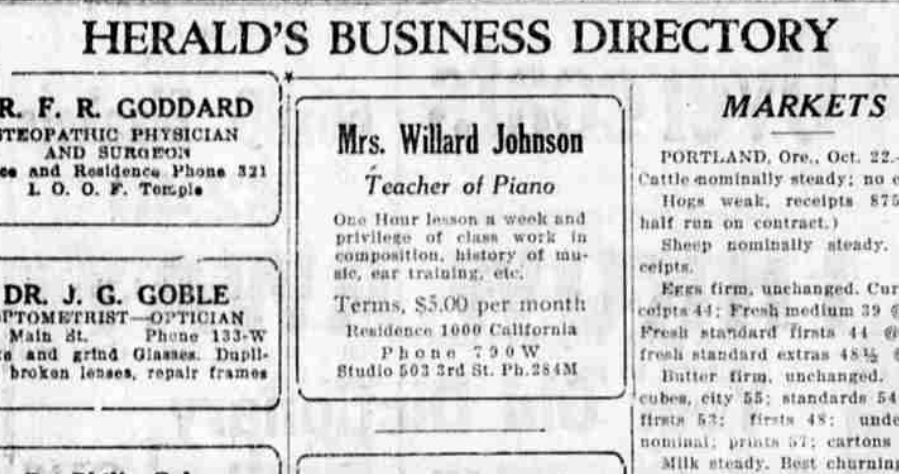 HERALD'S BUSINESS DIRECTORY
R. F. R. GODDARD
STEOPATHIC PHYSICIAN
AND SURGEON
ce and Residence Phone 321
I. O. O. F. Temple
DR. J. G. GOBLE
PTOMETRIST—OPTICIAN
Main St. Phone 133-W
and grind Glasses. Dupli-
broken lenses, repair frames
Mrs. Willard Johnson
Teacher of Piano
One Hour lesson a week and
privilege of class work in
composition, history of mu-
sic, ear training, etc.
Terms, $5.00 per month
Residence 1000 California
Phone 790W
Studio 503 3rd St. Ph. 284M
MARKETS
PORTLAND, Ore., Oct. 22.
Cattle nominally steady; no
Hogs weak, receipts 875
half run on contract.)
Sheep nominally steady,
ceipts.
Eggs firm, unchanged. Cur
ceipts 44; Fresh medium 39 @
Fresh standard firsts 44 @
fresh standard extras 48½ @
Butter firm, unchanged.
cubes, city 55; standards 54
firsts 53; firsts 48; unde
nominal; prints 57; cartons
Milk steady. Best churning